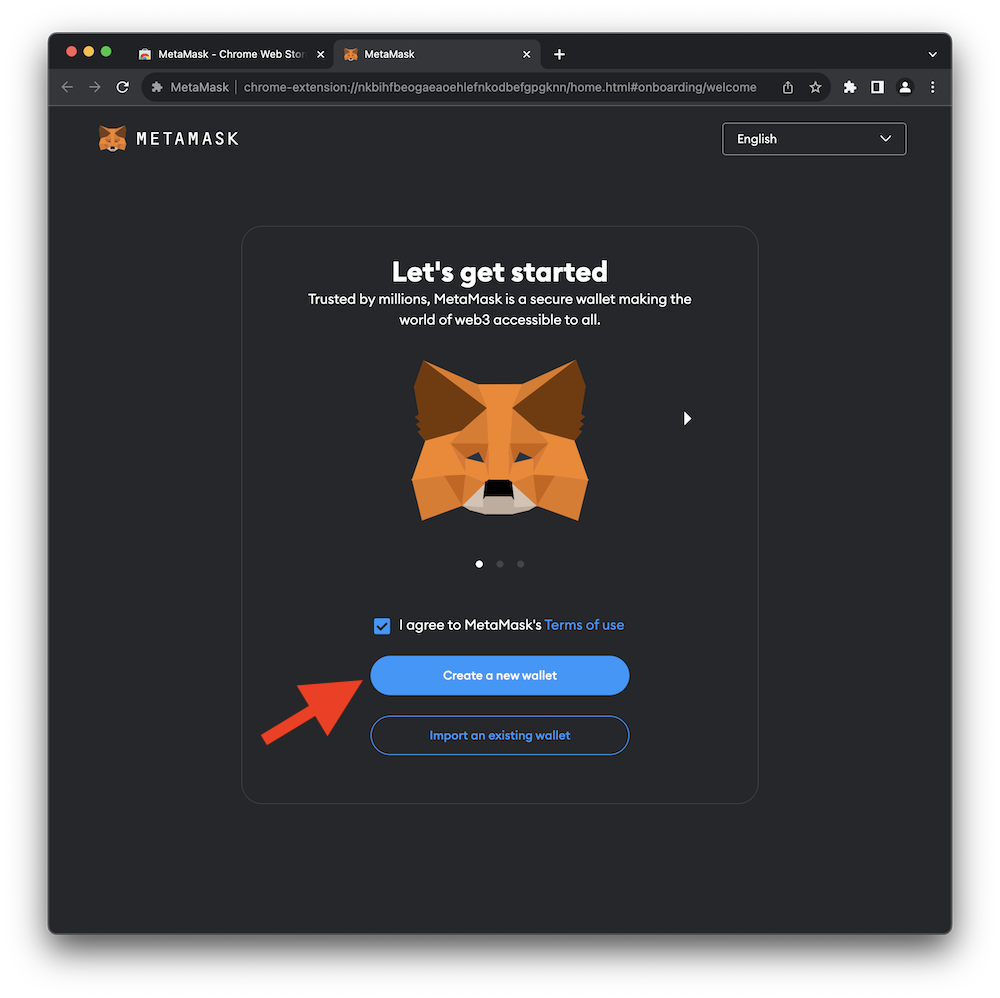 MetaMask - Chrome Web Stor
MetaMask
MetaMask
chrome-extension://nkbihfbeogaeaoehlefnkodbefgpgknn/home.html#onboarding/welcome
METAMASK
English
Let's get started
Trusted by millions, MetaMask is a secure wallet making the
world of web3 accessible to all.
I agree to MetaMask's Terms of use
Create a new wallet
Import an existing wallet